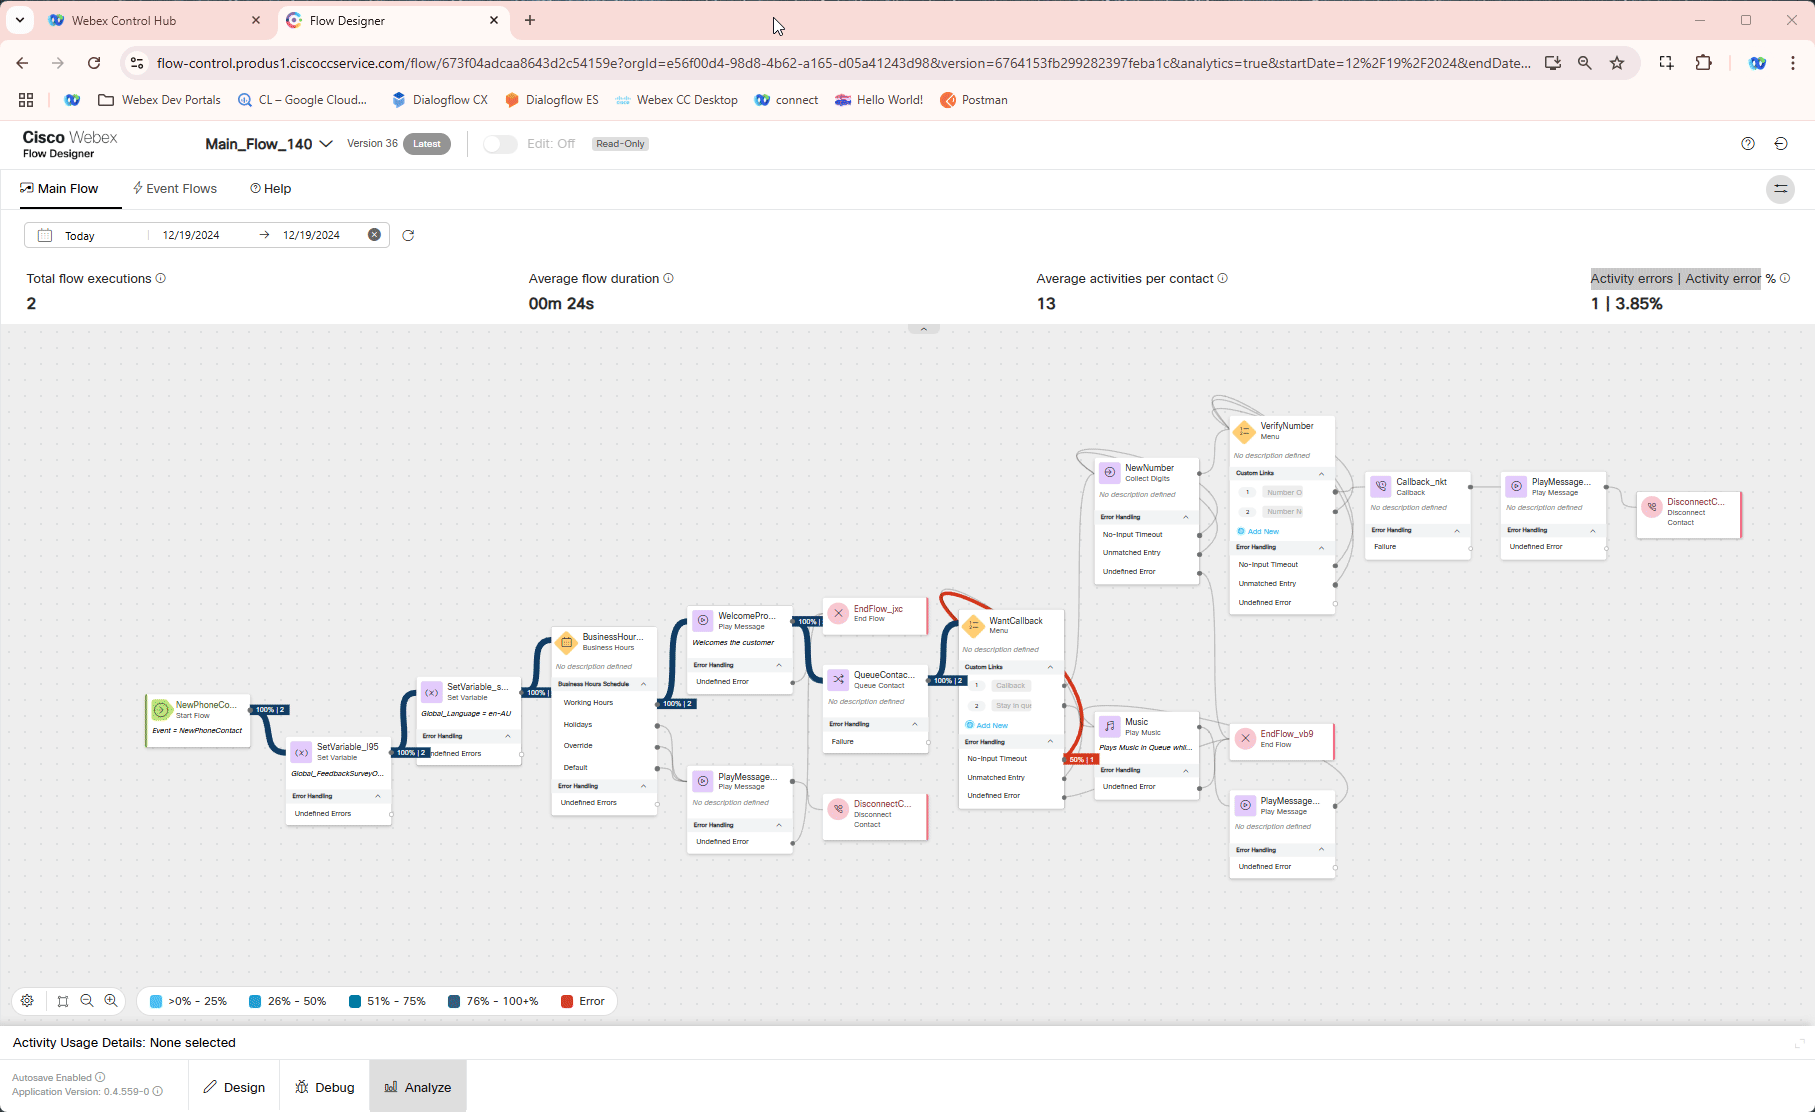 Webex Control Hub
Flow Designer
flow-control.produs1.ciscoccservice.com/flow/673f04adcaa8643d2c54159e?orgId=e56f00d4-98d8-4b62-a165-d05a41243d98&version=6764153fb299282397feba1c&analytics=true&startDate=12%2F19%2F2024&endDate...
Webex Dev Portals
CL – Google Cloud...
Dialogflow CX
Dialogflow ES
Webex CC Desktop
connect
Hello World!
Postman
Cisco Webex
Flow Designer
Main_Flow_140
Version 36
Latest
Edit: Off
Read-Only
Main Flow
Event Flows
Help
Today
12/19/2024
12/19/2024
Total flow executions
2
Average flow duration
00m 24s
Average activities per contact
13
Activity errors | Activity error %
1 | 3.85%
NewPhoneCo...
Start Flow
Event = NewPhoneContact
100% | 2
SetVariable_l95
Set Variable
Global_FeedbackSurveyO...
Error Handling
Undefined Errors
100% | 2
SetVariable_s...
Set Variable
Global_Language = en-AU
Error Handling
ndefined Errors
100% |
BusinessHour...
Business Hours
No description defined
Business Hours Schedule
Working Hours
Holidays
Override
Default
Error Handling
Undefined Errors
100% | 2
WelcomePro...
Play Message
Welcomes the customer
Error Handling
Undefined Error
100% |
PlayMessage...
Play Message
No description defined
Error Handling
Undefined Error
EndFlow_jxc
End Flow
QueueContac...
Queue Contact
No description defined
Error Handling
Failure
100% | 2
DisconnectC...
Disconnect
Contact
WantCallback
Menu
No description defined
Custom Links
1 Callback
2 Stay in qu
Add New
Error Handling
No-Input Timeout
Unmatched Entry
Undefined Error
50% | 1
NewNumber
Collect Digits
No description defined
Error Handling
No-Input Timeout
Unmatched Entry
Undefined Error
Music
Play Music
Plays Music in Queue whil...
Error Handling
Undefined Error
VerifyNumber
Menu
No description defined
Custom Links
1 Number O
2 Number N
Add New
Error Handling
No-Input Timeout
Unmatched Entry
Undefined Error
EndFlow_vb9
End Flow
PlayMessage...
Play Message
No description defined
Error Handling
Undefined Error
Callback_nkt
Callback
No description defined
Error Handling
Failure
PlayMessage...
Play Message
No description defined
Error Handling
Undefined Error
DisconnectC...
Disconnect
Contact
>0% - 25%
26% - 50%
51% - 75%
76% - 100+%
Error
Activity Usage Details: None selected
Autosave Enabled
Application Version: 0.4.559-0
Design
Debug
Analyze